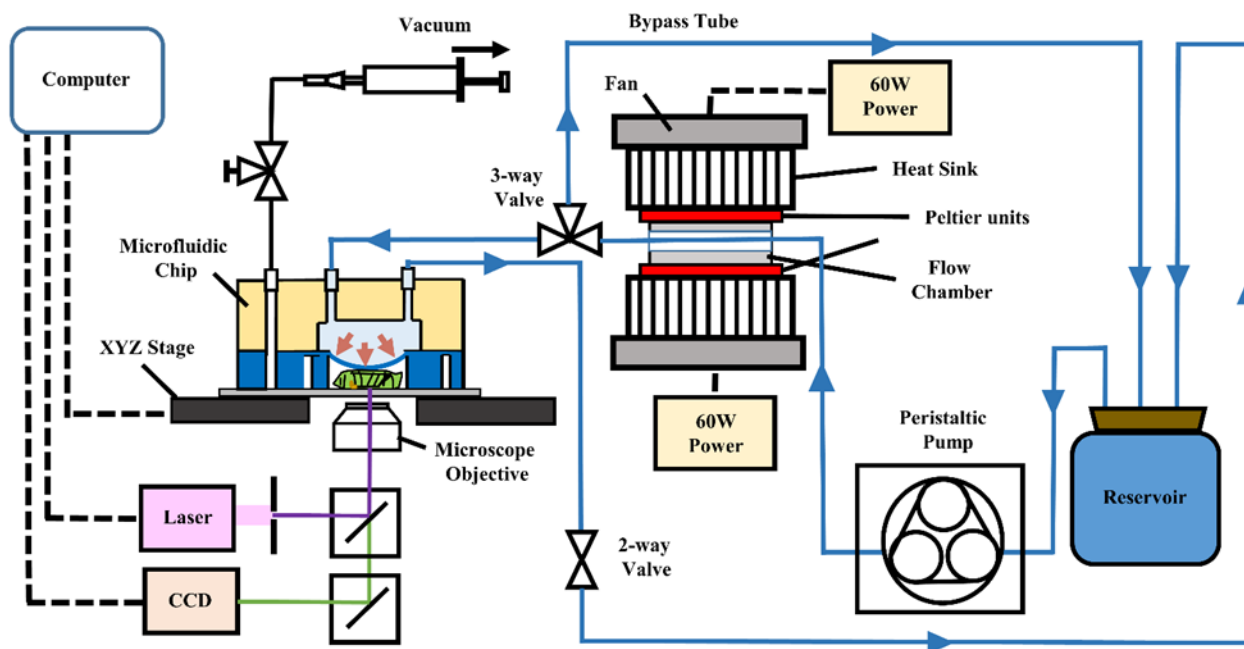 Vacuum
Bypass Tube
Computer
60W
Power
Fan
3-way
Valve
Heat Sink
Microfluidic
Chip
Peltier units
Flow
Chamber
XYZ Stage
60W
Power
Peristaltic
Pump
Microscope
Objective
Reservoir
Laser
2-way
Valve
CCD